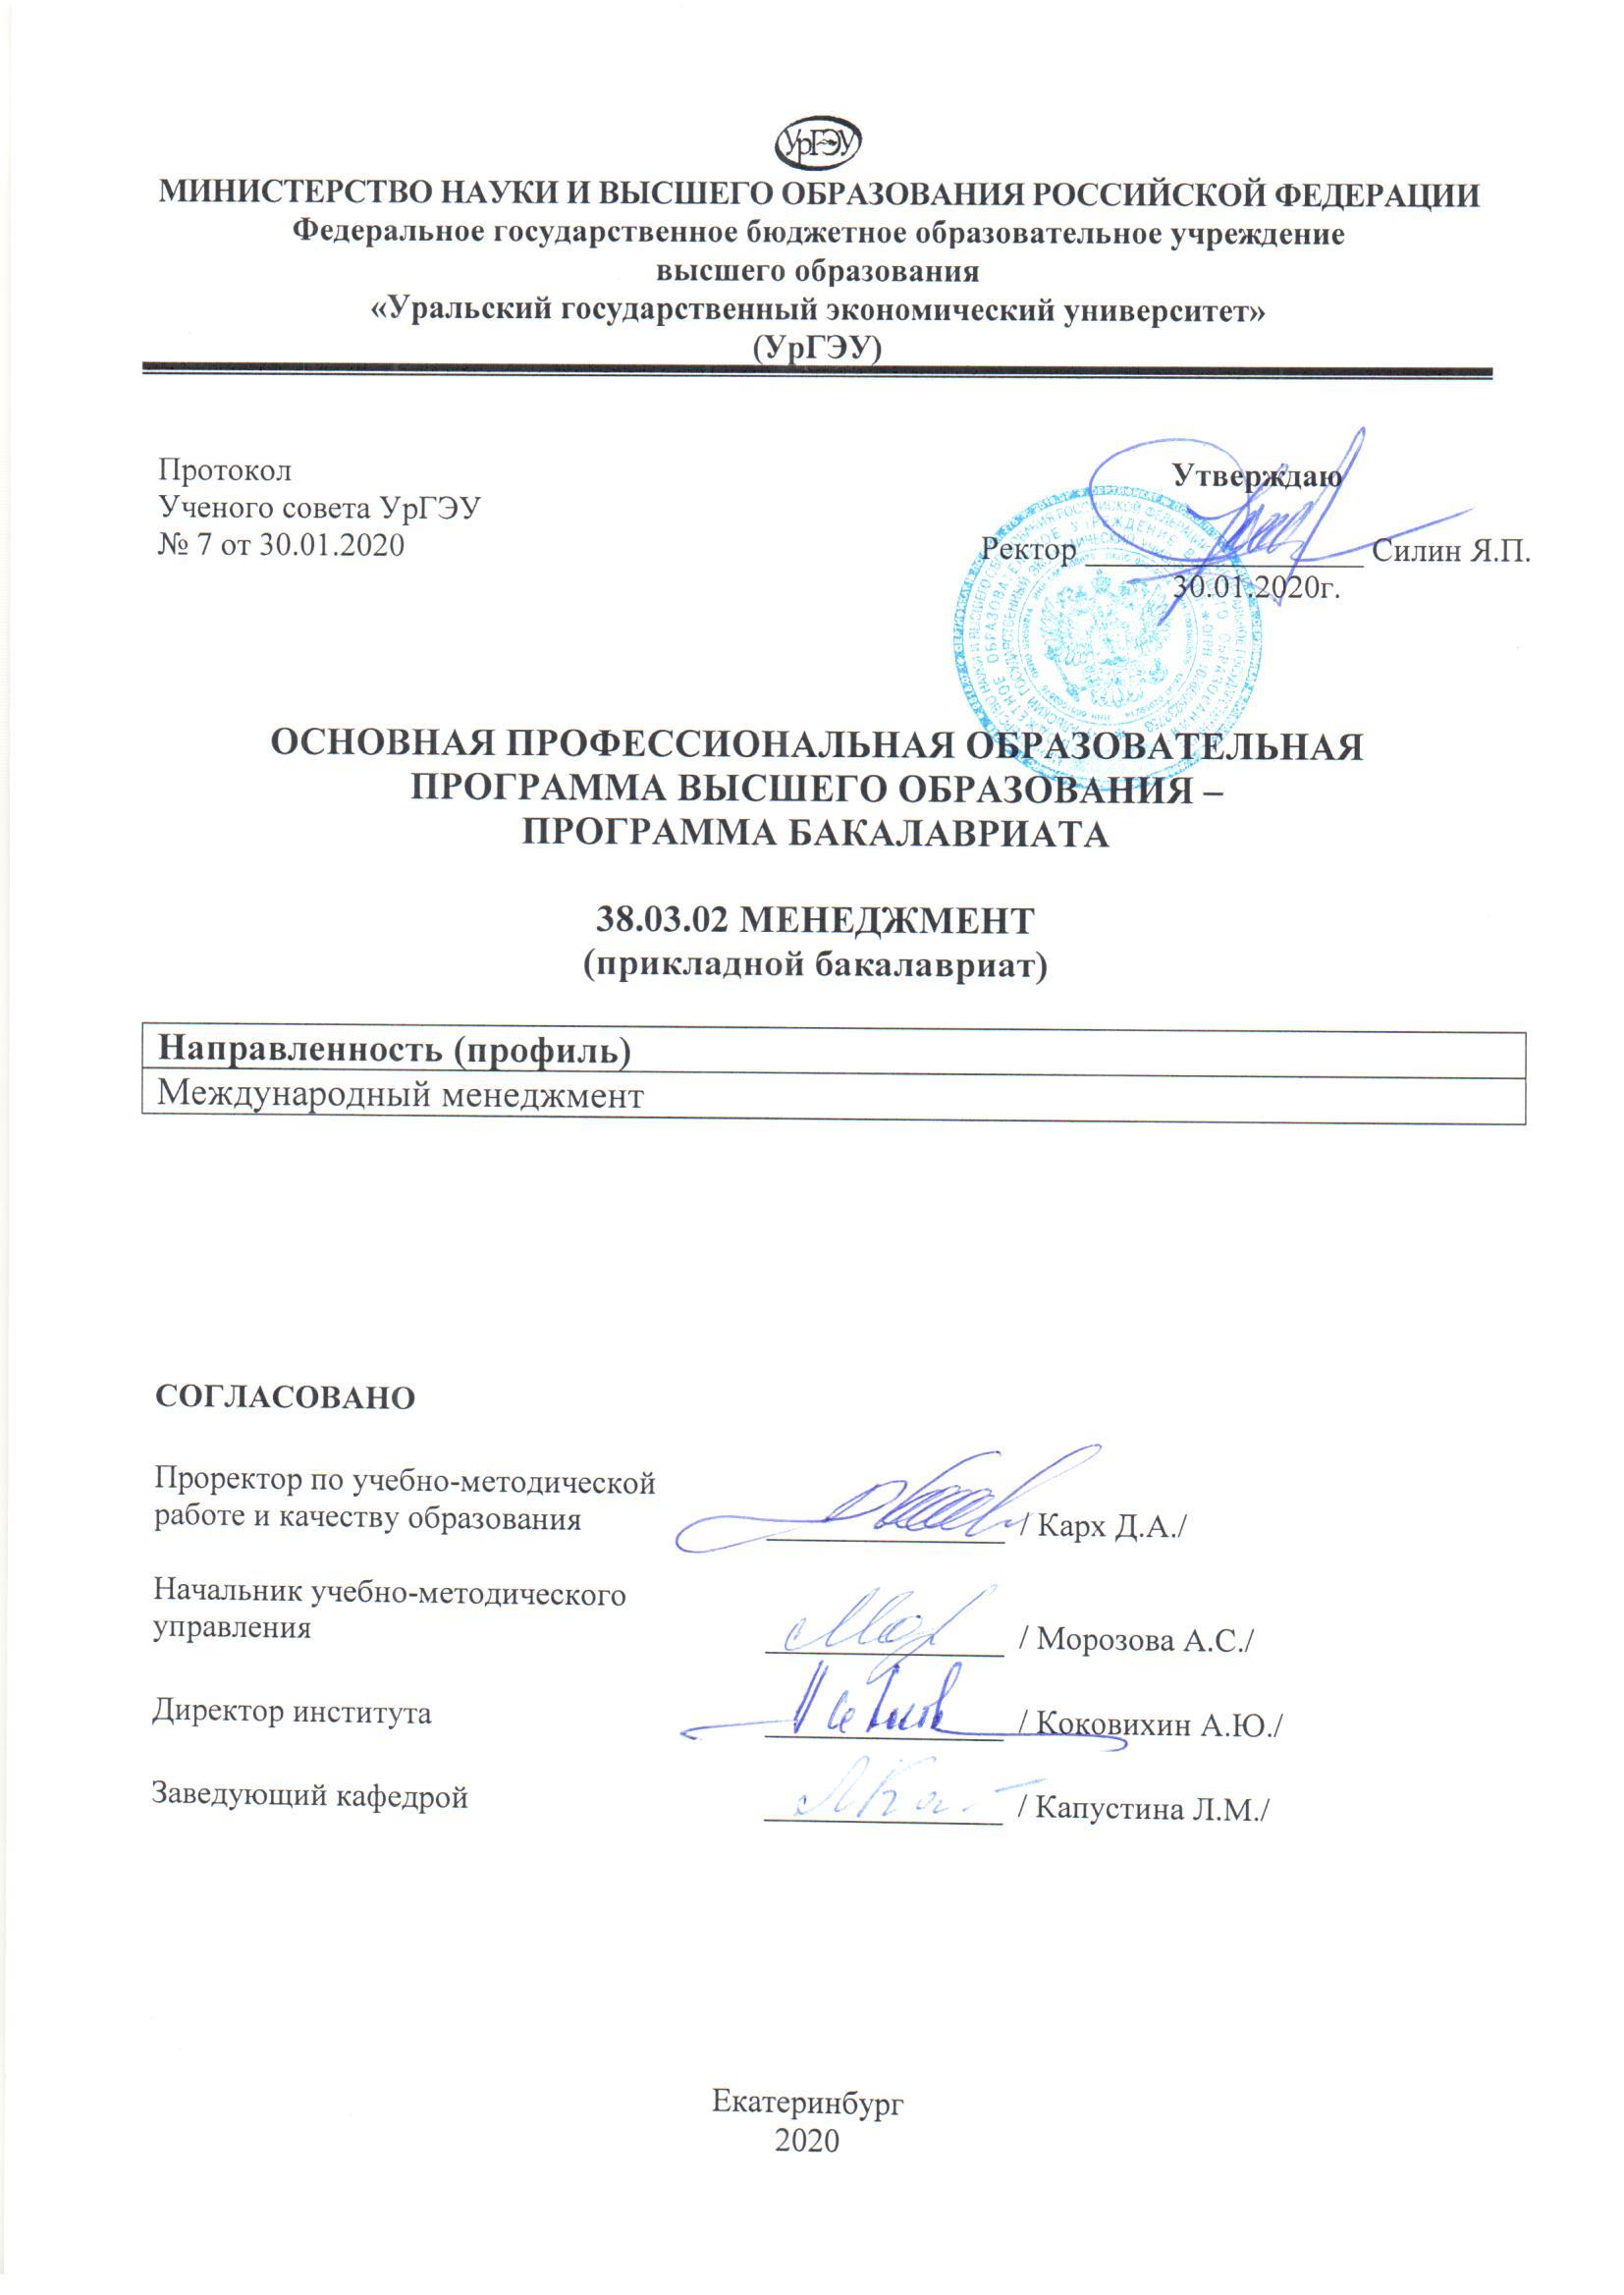 УрГЭУ
МИНИСТЕРСТВО НАУКИ И ВЫСШЕГО ОБРАЗОВАНИЯ РОССИЙСКОЙ ФЕДЕРАЦИИ
Федеральное государственное бюджетное образовательное учреждение
высшего образования
«Уральский государственный экономический университет»
(УрГЭУ)
Протокол
Ученого совета УрГЭУ
№ 7 от 30.01.2020
Утверждаю
Ректор Силин Я.П.
30.01.2020г.
ОСНОВНАЯ ПРОФЕССИОНАЛЬНАЯ ОБРАЗОВАТЕЛЬНАЯ
ПРОГРАММА ВЫСШЕГО ОБРАЗОВАНИЯ –
ПРОГРАММА БАКАЛАВРИАТА
38.03.02 МЕНЕДЖМЕНТ
(прикладной бакалавриат)
Направленность (профиль)
Международный менеджмент
СОГЛАСОВАНО
Проректор по учебно-методической
работе и качеству образования / Карх Д.А./
Начальник учебно-методического
управления / Морозова А.С./
Директор института / Коковихин А.Ю./
Заведующий кафедрой / Капустина Л.М./
Екатеринбург
2020